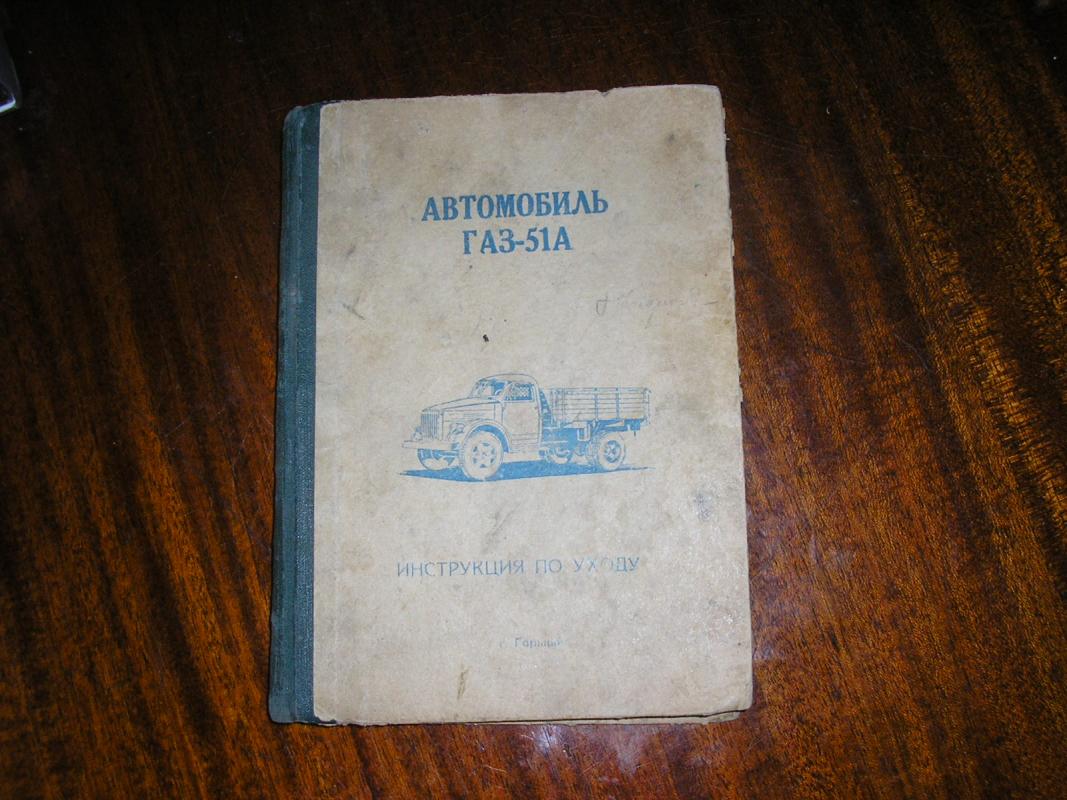 АВТОМОБИЛЬ
ГАЗ-51А
ИНСТРУКЦИЯ ПО УХОДУ
г. Горький